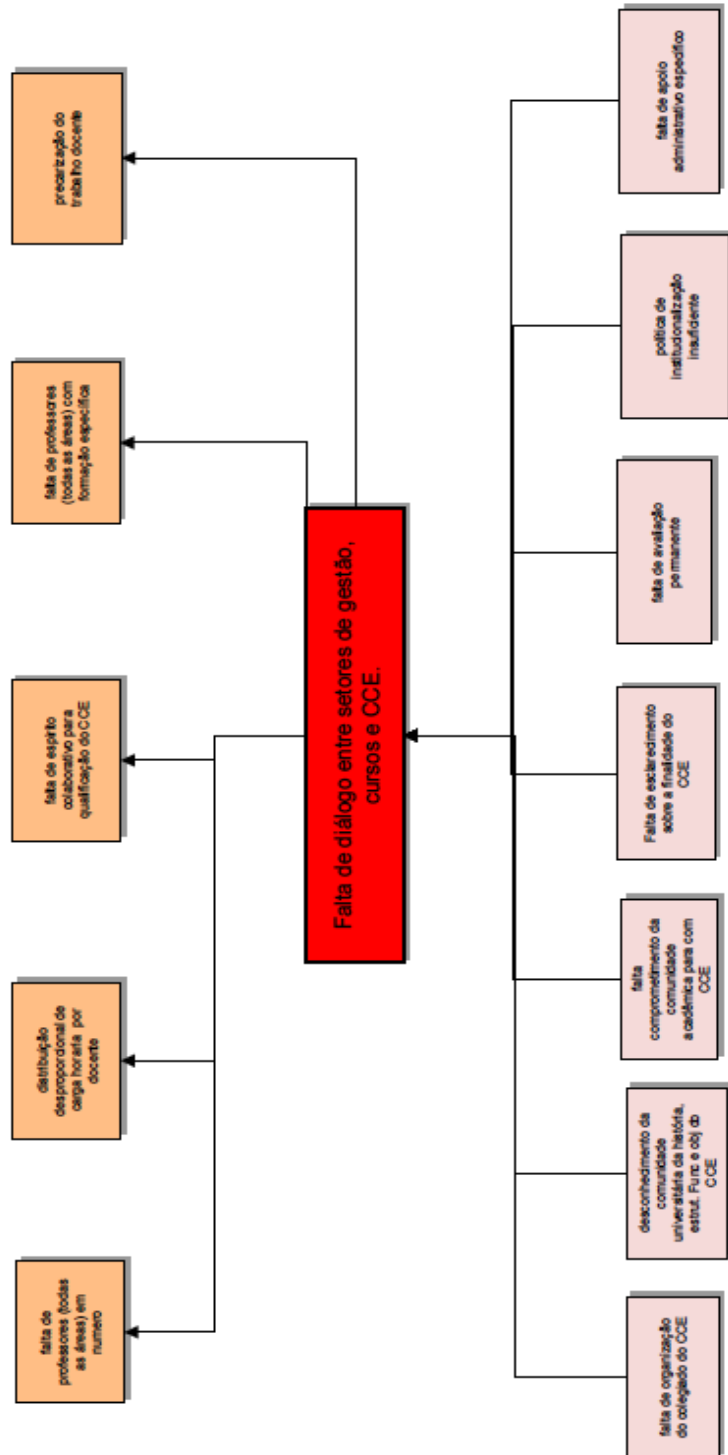 falta de
professores (todas
as áreas) em
numero
distribuição
desproporcional de
carga horaria por
docente
falta de espirito
colaborativo para
qualificação do CCE
falta de professores
(todas as áreas) com
formação específica
precarização do
trabalho docente
Falta de diálogo entre setores de gestão,
cursos e CCE.
falta de organização
do colegiado do CCE
desconhecimento da
comunidade
universitária da história,
estrut. Func e obj do
CCE
falta
comprometimento da
comunidade
acadêmica para com
CCE
Falta de esclarecimento
sobre a finalidade do
CCE
falta de avaliação
permanente
política de
institucionalização
insuficiente
falta de apoio
administrativo específico